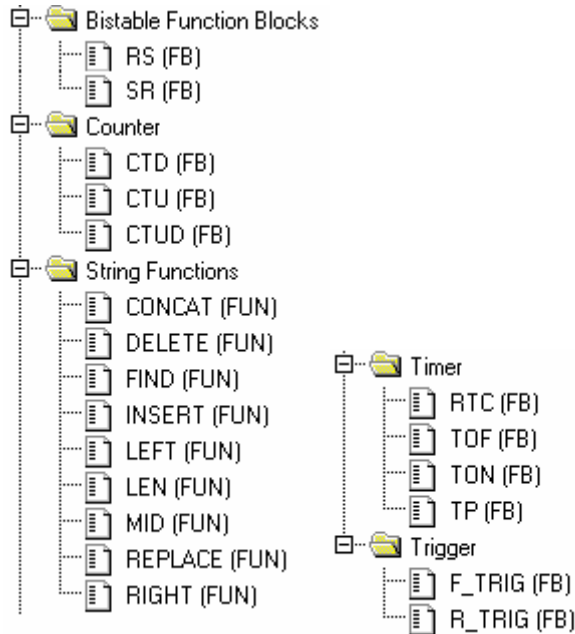 Bistable Function Blocks
RS (FB)
SR (FB)
Counter
CTD (FB)
CTU (FB)
CTUD (FB)
String Functions
CONCAT (FUN)
DELETE (FUN)
FIND (FUN)
INSERT (FUN)
LEFT (FUN)
LEN (FUN)
MID (FUN)
REPLACE (FUN)
RIGHT (FUN)
Timer
RTC (FB)
TOF (FB)
TON (FB)
TP (FB)
Trigger
F_TRIG (FB)
R_TRIG (FB)